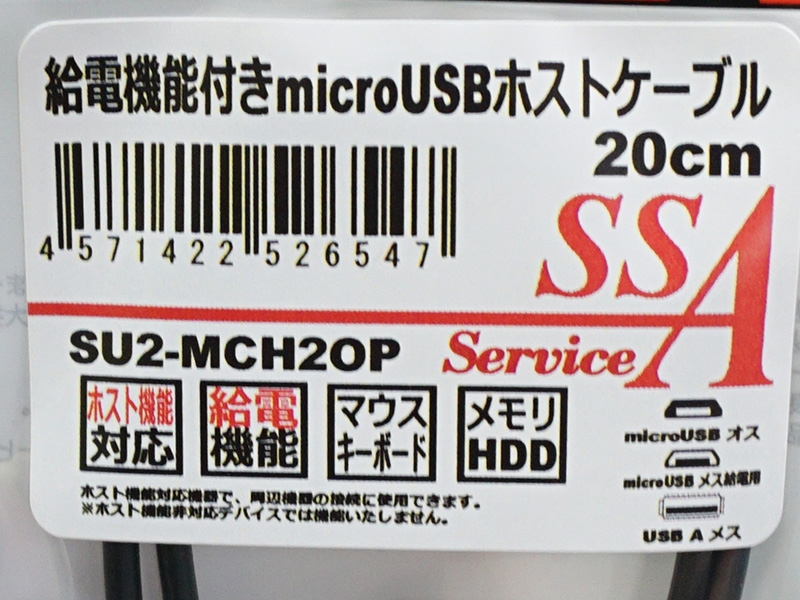 給電機能付きmicroUSBホストケーブル
20cm
4571422526547
SSA
Service
SU2-MCH20P
ホスト機能
対応
給電
機能
マウス
キーボード
メモリ
HDD
microUSB オス
microUSB メス給電用
USB A メス
ホスト機能対応機器で、周辺機器の接続に使用できます。
※ホスト機能非対応デバイスでは機能いたしません。